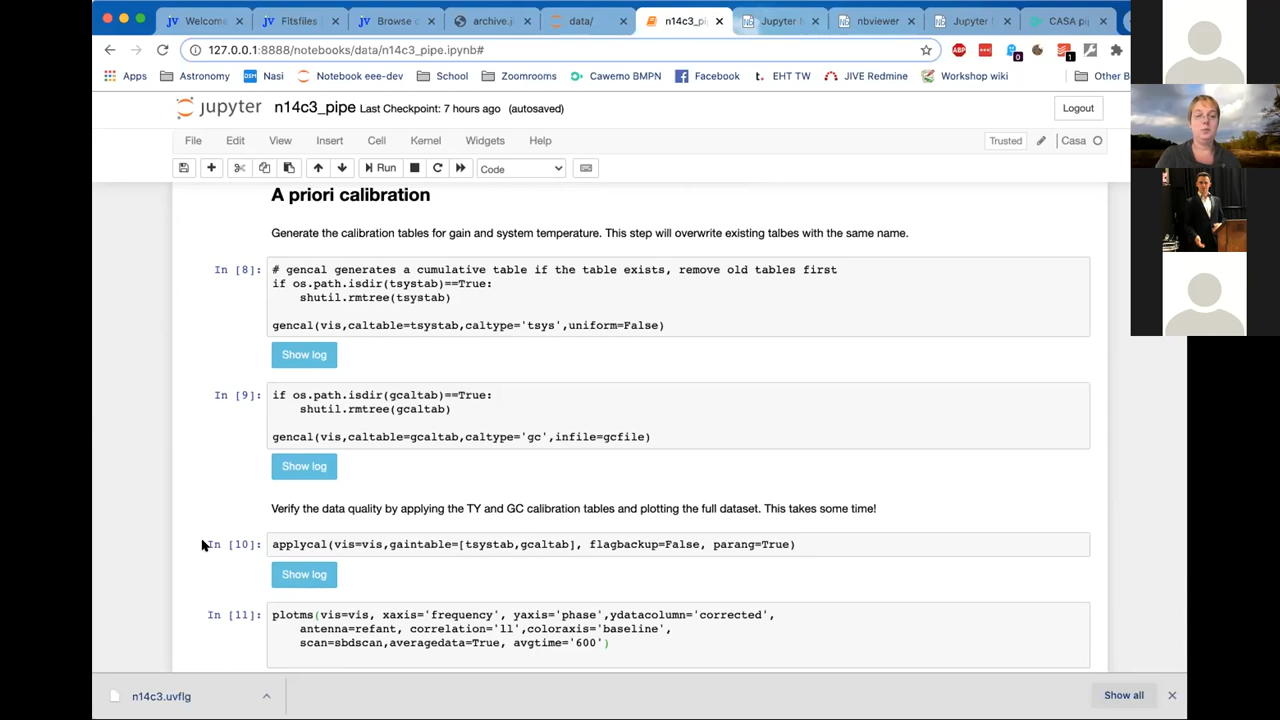 Welcome
Fitsfiles
Browse c
archive.ji
data/
n14c3_pi
Jupyter N
nbviewer
Jupyter N
CASA pip
127.0.0.1:8888/notebooks/data/n14c3_pipe.ipynb#
Apps
Astronomy
Nasi
Notebook eee-dev
School
Zoomrooms
Cawemo BMPN
Facebook
EHT TW
JIVE Redmine
Workshop wiki
Other B
jupyter n14c3_pipe Last Checkpoint: 7 hours ago (autosaved)
Logout
File Edit View Insert Cell Kernel Widgets Help
Trusted
Casa
Run
Code
A priori calibration
Generate the calibration tables for gain and system temperature. This step will overwrite existing talbes with the same name.
In [8]: # gencal generates a cumulative table if the table exists, remove old tables first
if os.path.isdir(tsystab)==True:
shutil.rmtree(tsystab)
gencal(vis,caltable=tsystab,caltype='tsys',uniform=False)
Show log
In [9]: if os.path.isdir(gcaltab)==True:
shutil.rmtree(gcaltab)
gencal(vis,caltable=gcaltab,caltype='gc',infile=gcfile)
Show log
Verify the data quality by applying the TY and GC calibration tables and plotting the full dataset. This takes some time!
In [10]: applycal(vis=vis,gaintable=[tsystab,gcaltab], flagbackup=False, parang=True)
Show log
In [11]: plotms(vis=vis, xaxis='frequency', yaxis='phase',ydatacolumn='corrected',
antenna=refant, correlation='ll',coloraxis='baseline',
scan=sbdscan,averagedata=True, avgtime='600')
n14c3.uvflg
Show all